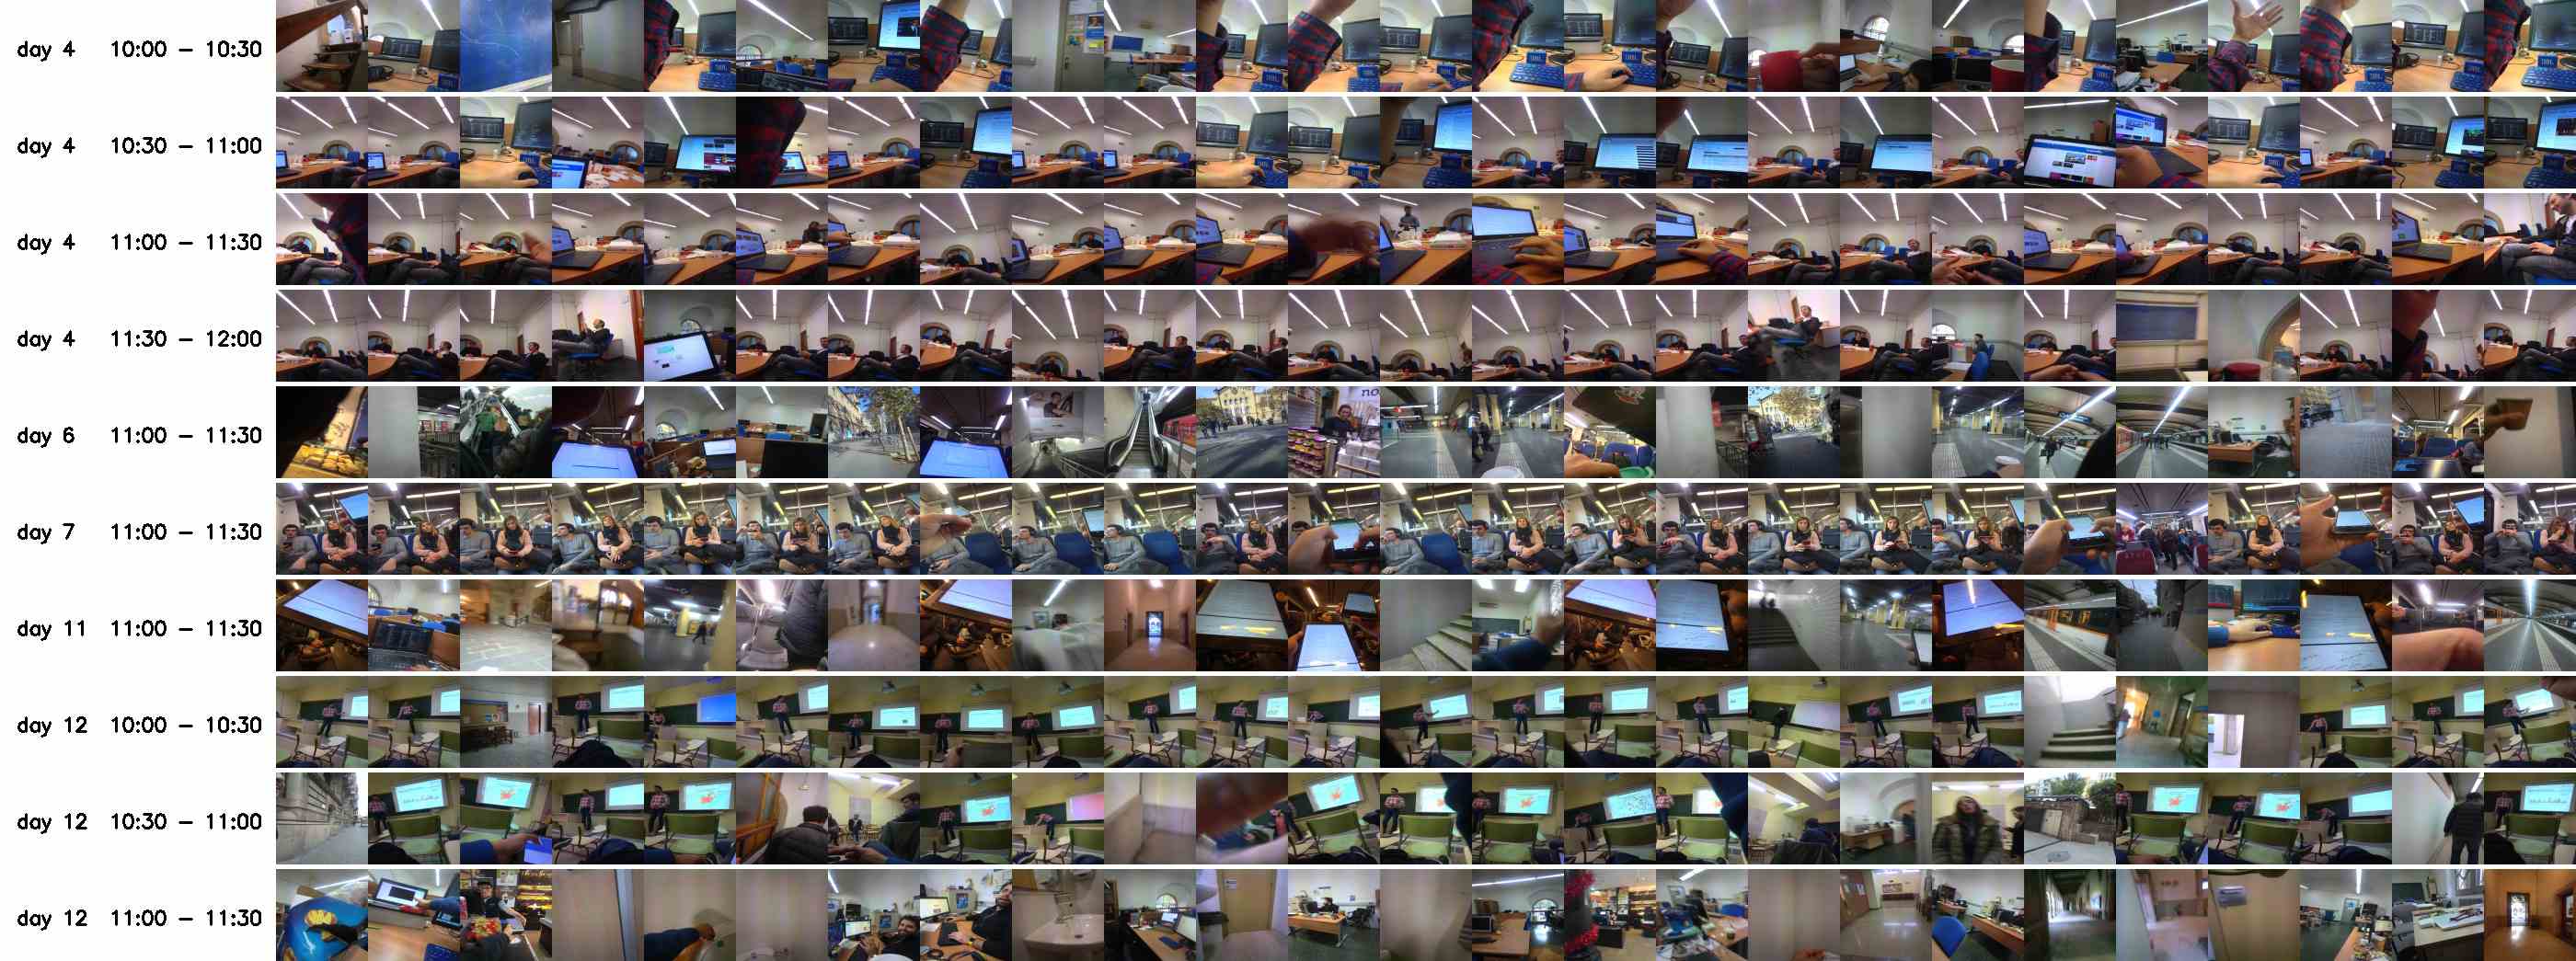 day 4 10:00 - 10:30
day 4 10:30 - 11:00
day 4 11:00 - 11:30
day 4 11:30 - 12:00
day 6 11:00 - 11:30
day 7 11:00 - 11:30
day 11 11:00 - 11:30
day 12 10:00 - 10:30
day 12 10:30 - 11:00
day 12 11:00 - 11:30